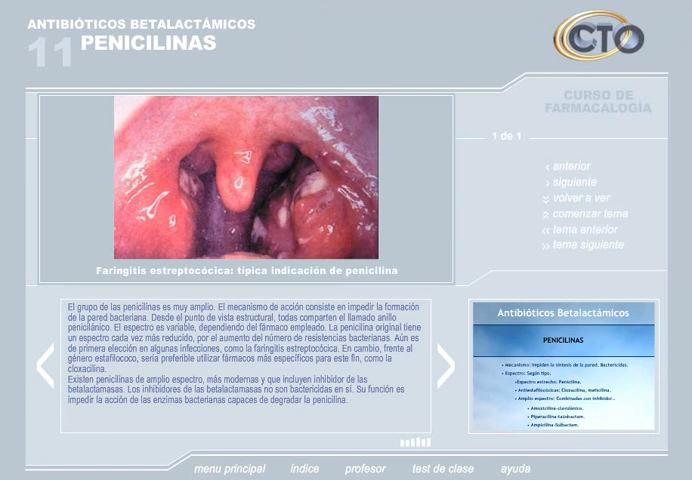 ANTIBIÓTICOS BETALACTÁMICOS
11 PENICILINAS
CTO
CURSO DE
FARMACALOGÍA
1 de 1
‹ anterior
› siguiente
volver a ver
comenzar tema
‹‹ tema anterior
›› tema siguiente
Faringitis estreptocócica: típica indicación de penicilina
El grupo de las penicilinas es muy amplio. El mecanismo de acción consiste en impedir la formación
de la pared bacteriana. Desde el punto de vista estructural, todas comparten el llamado anillo
penicilánico. El espectro es variable, dependiendo del fármaco empleado. La penicilina original tiene
un espectro cada vez más reducido, por el aumento del número de resistencias bacterianas. Aún es
de primera elección en algunas infecciones, como la faringitis estreptocócica. En cambio, frente al
género estafilococo, sería preferible utilizar fármacos más específicos para este fin, como la
cloxacilina.
Existen penicilinas de amplio espectro, más modernas y que incluyen inhibidor de las
betalactamasas. Los inhibidores de las betalactamasas no son bactericidas en sí. Su función es
impedir la acción de las enzimas bacterianas capaces de degradar la penicilina.
Antibióticos Betalactámicos
PENICILINAS
• Mecanismo: Impiden la síntesis de la pared. Bactericidas.
• Espectro: Según tipo.
•Espectro estrecho: Penicilina.
• Antiestafilocócicas: Cloxacilina, meticilina.
• Amplio espectro: Combinadas con inhibidor...
• Amoxicilina-clavulánico.
• Piperacilina-tazobactam.
• Ampicilina-Sulbactam.
menu principal índice profesor test de clase ayuda